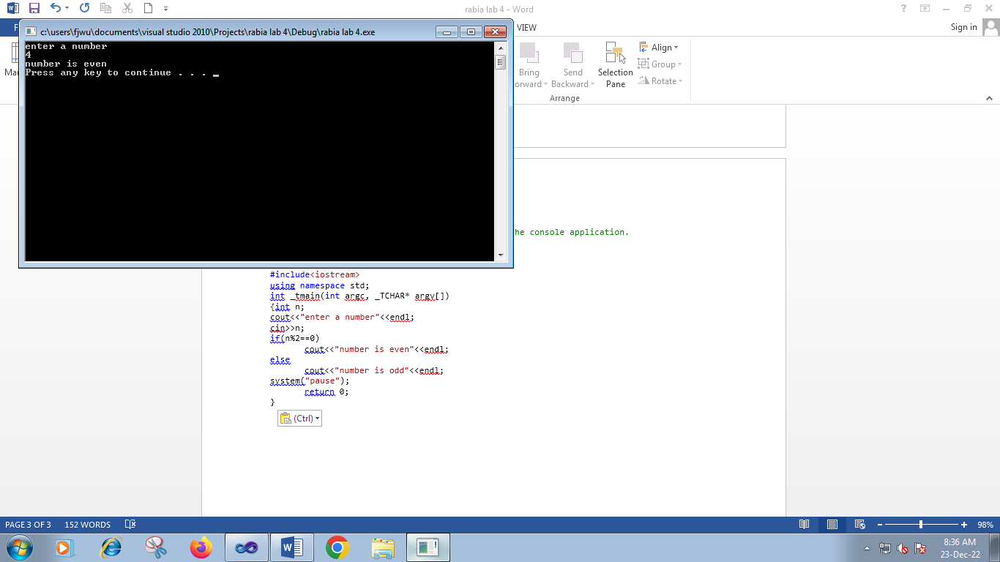 rabia lab 4 - Word
F
VIEW
Sign in
c:\users\fjwu\documents\visual studio 2010\Projects\rabia lab 4\Debug\rabia lab 4.exe
enter a number
4
number is even
Press any key to continue . . .
Mar
Bring
orward
Send
Backward
Selection
Pane
Align
Group
Rotate
Arrange
he console application.
#include<iostream>
using namespace std;
int _tmain(int argc, _TCHAR* argv[])
{int n;
cout<<"enter a number"<<endl;
cin>>n;
if(n%2==0)
cout<<"number is even"<<endl;
else
cout<<"number is odd"<<endl;
system("pause");
return 0;
}
(Ctrl)
PAGE 3 OF 3 152 WORDS
98%
8:36 AM
23-Dec-22